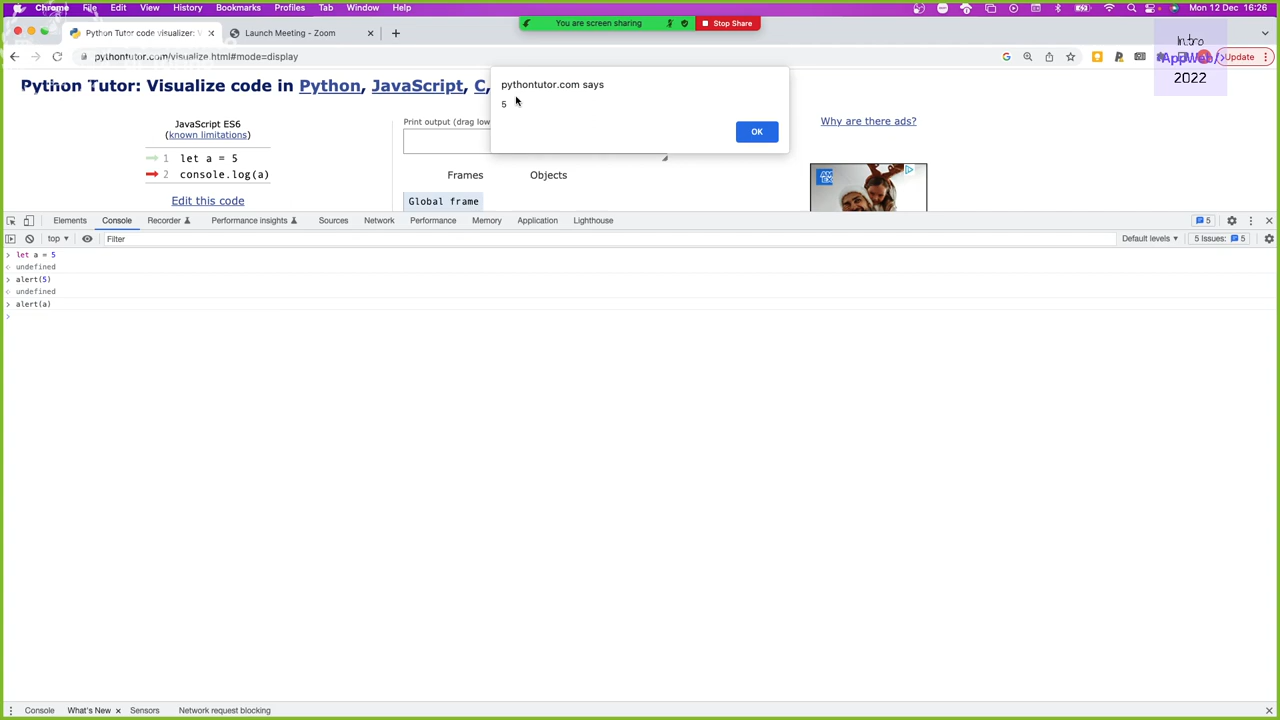 Chrome File Edit View History Bookmarks Profiles Tab Window Help
Mon 12 Dec 16:26
You are screen sharing
Stop Share
Python Tutor code visualizer: V
Launch Meeting - Zoom
pythontutor.com/visualize.html#mode=display
Update
Intro
AppWeb/>
2022
Python Tutor: Visualize code in Python, JavaScript, C,
pythontutor.com says
5
OK
JavaScript ES6
(known limitations)
1 let a = 5
2 console.log(a)
Edit this code
Print output (drag low
Frames Objects
Global frame
Why are there ads?
Elements Console Recorder Performance insights Sources Network Performance Memory Application Lighthouse 5
top Filter Default levels 5 Issues: 5
let a = 5
undefined
alert(5)
undefined
alert(a)
Console What's New Sensors Network request blocking